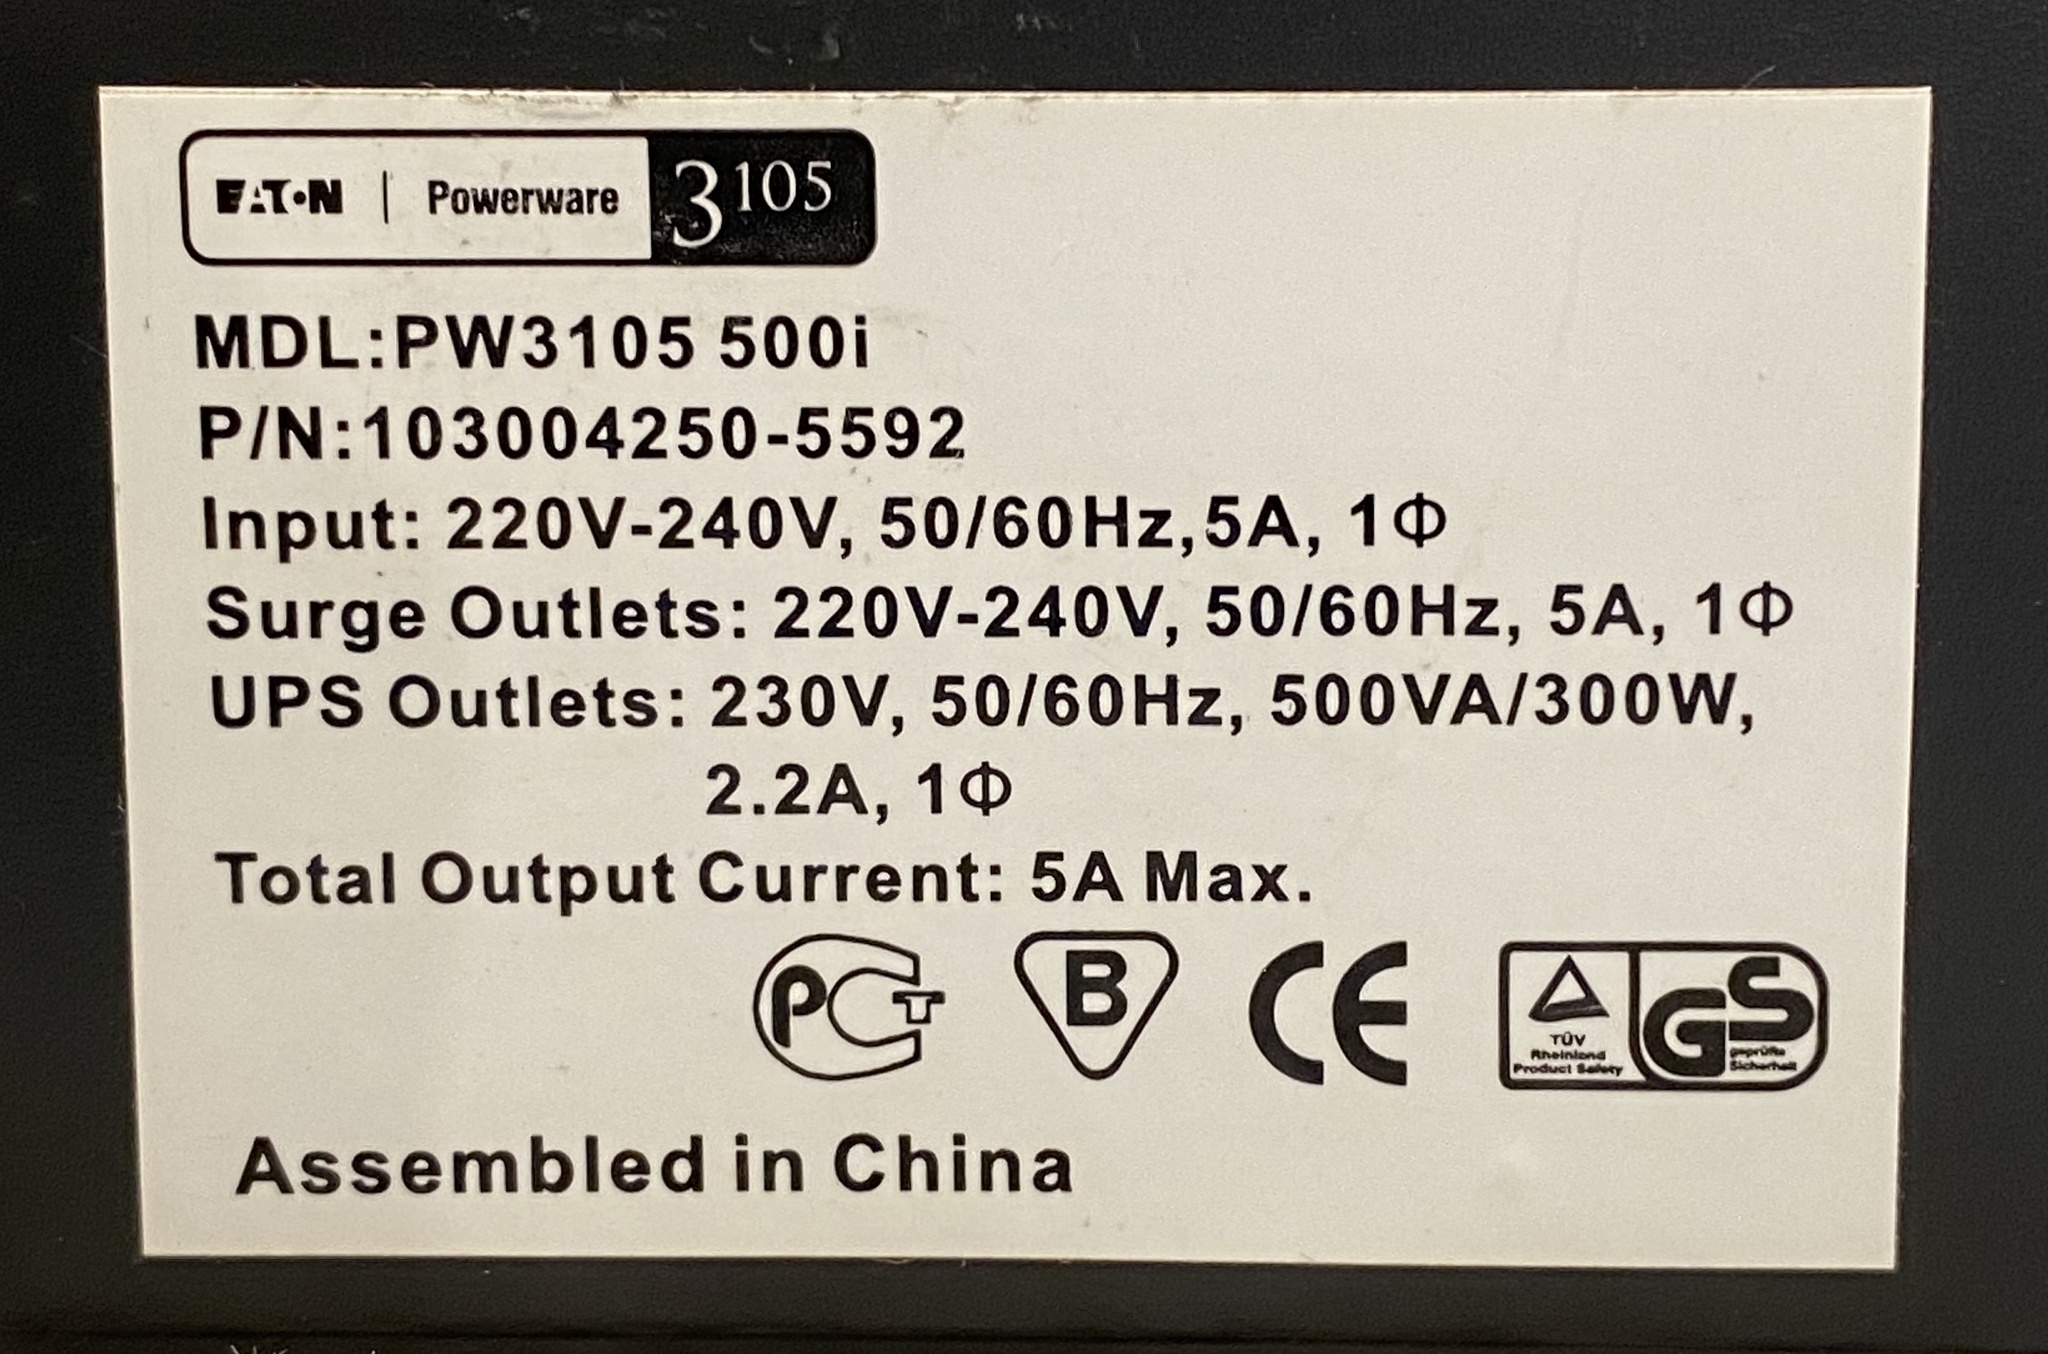 EATON | Powerware 3105
MDL:PW3105 500i
P/N:103004250-5592
Input: 220V-240V, 50/60Hz,5A, 1Φ
Surge Outlets: 220V-240V, 50/60Hz, 5A, 1Φ
UPS Outlets: 230V, 50/60Hz, 500VA/300W,
2.2A, 1Φ
Total Output Current: 5A Max.
PCT B CE
TÜV
Rheinland
Product Safety
GS
geprüfte
Sicherheit
Assembled in China